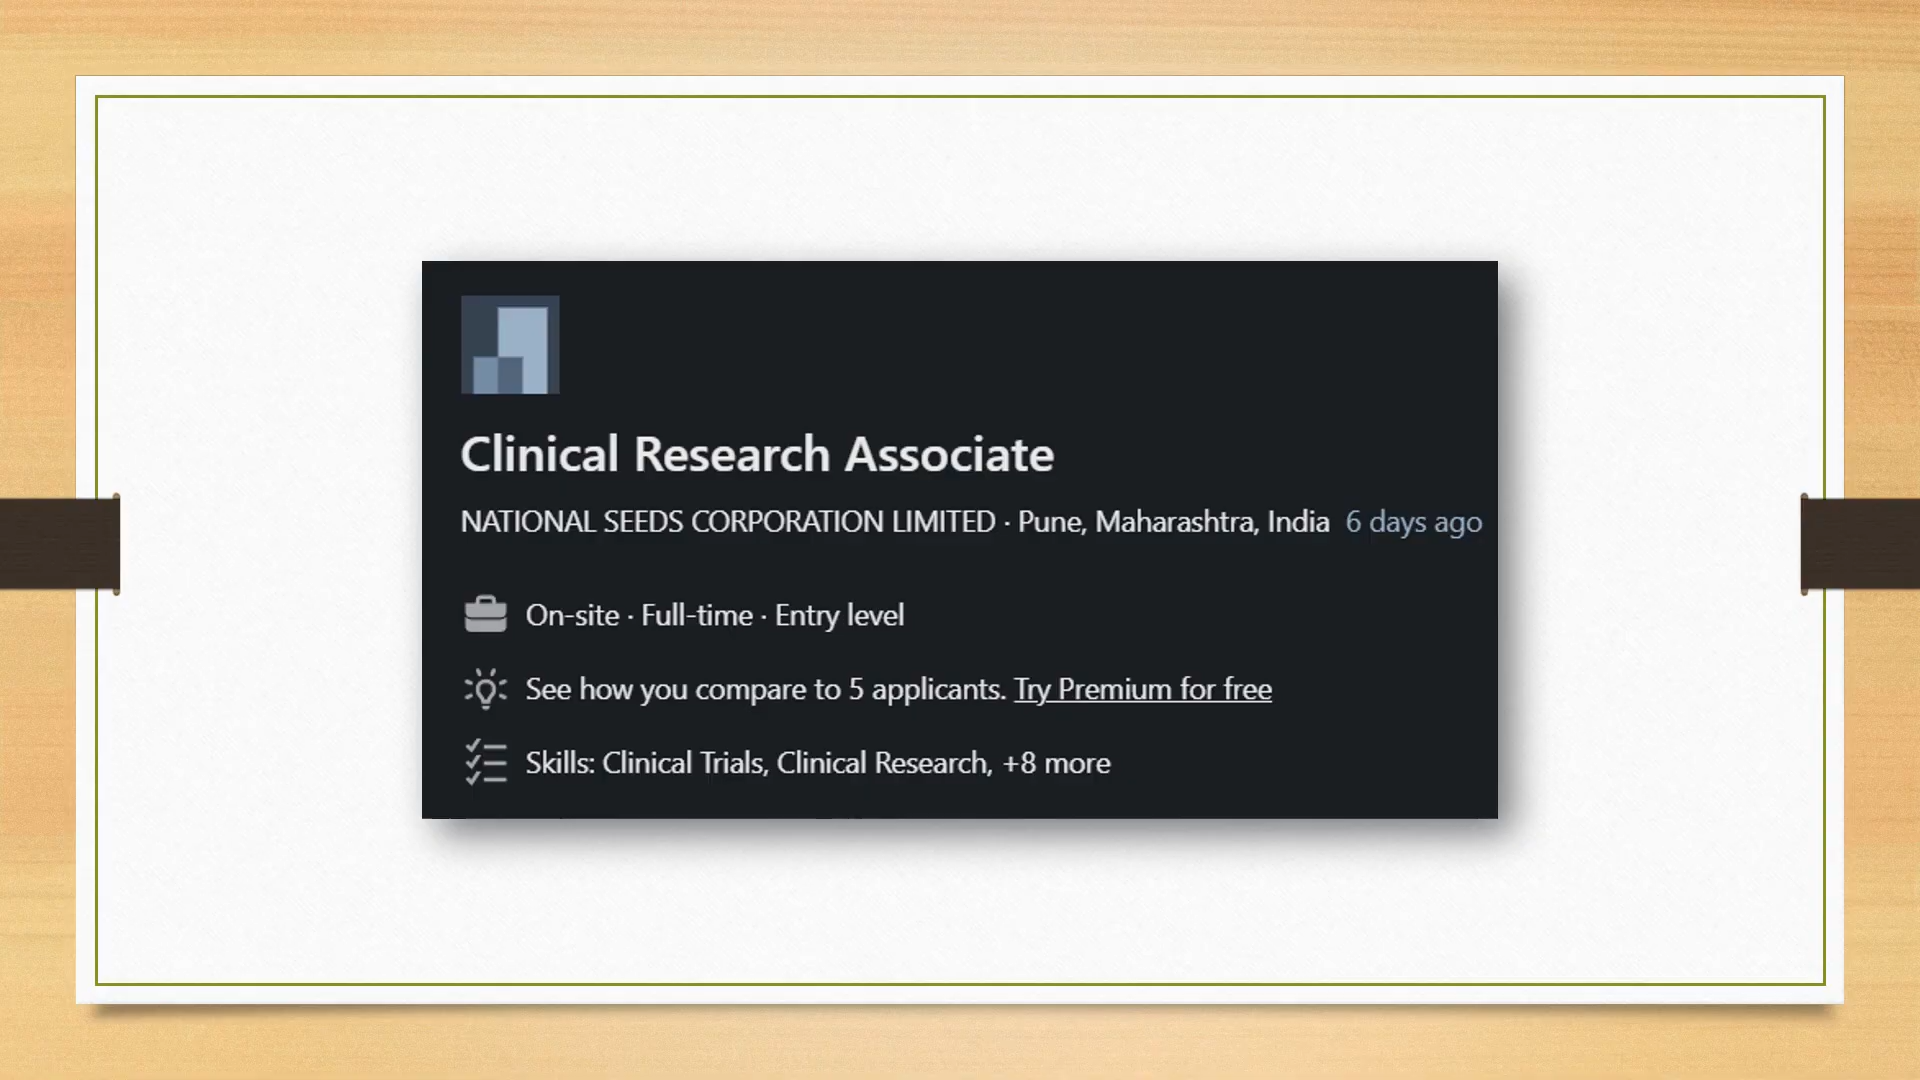 Clinical Research Associate
NATIONAL SEEDS CORPORATION LIMITED · Pune, Maharashtra, India 6 days ago
On-site · Full-time · Entry level
See how you compare to 5 applicants. Try Premium for free
Skills: Clinical Trials, Clinical Research, +8 more